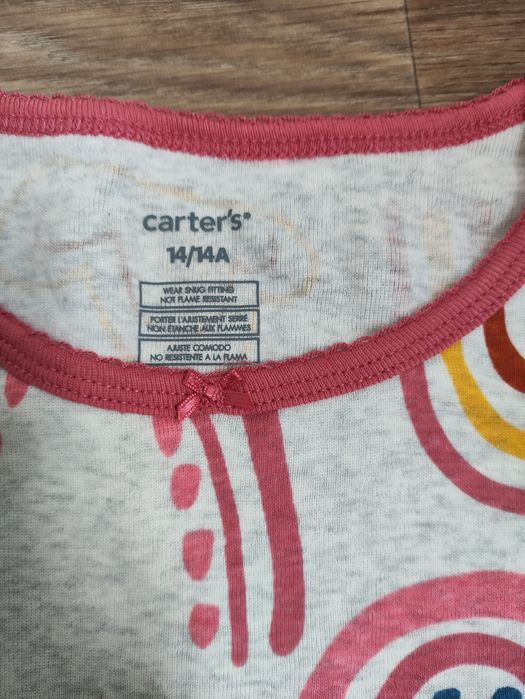 carter's®
14/14A
WEAR SNUG FITTING
NOT FLAME RESISTANT
PORTER L'AJUSTEMENT SERRÉ
NON ÉTANCHE AUX FLAMMES
AJUSTE COMODO
NO RESISTENTE A LA FLAMA